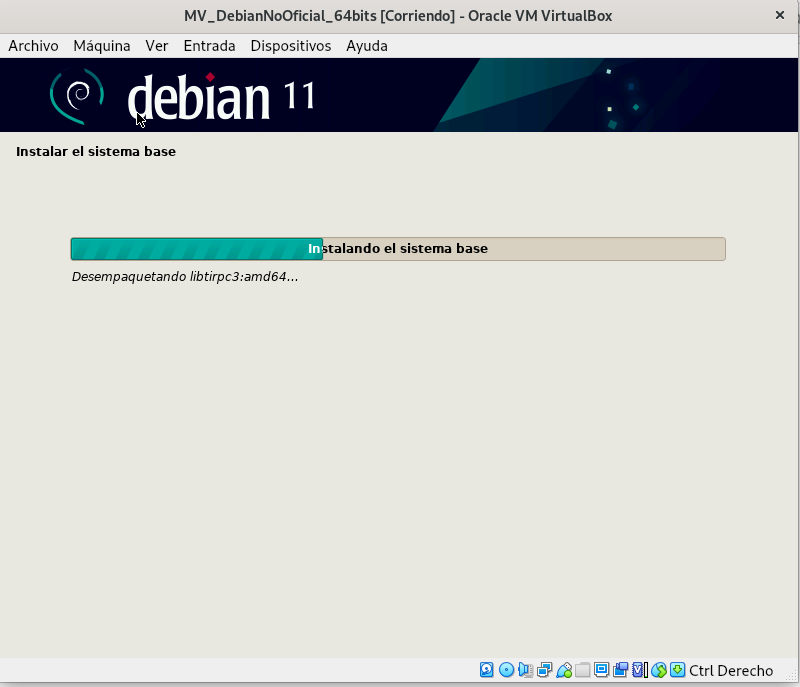 MV_DebianNoOficial_64bits [Corriendo] - Oracle VM VirtualBox
Archivo Máquina Ver Entrada Dispositivos Ayuda
debian 11
Instalar el sistema base
Instalando el sistema base
Desempaquetando libtirpc3:amd64...
Ctrl Derecho